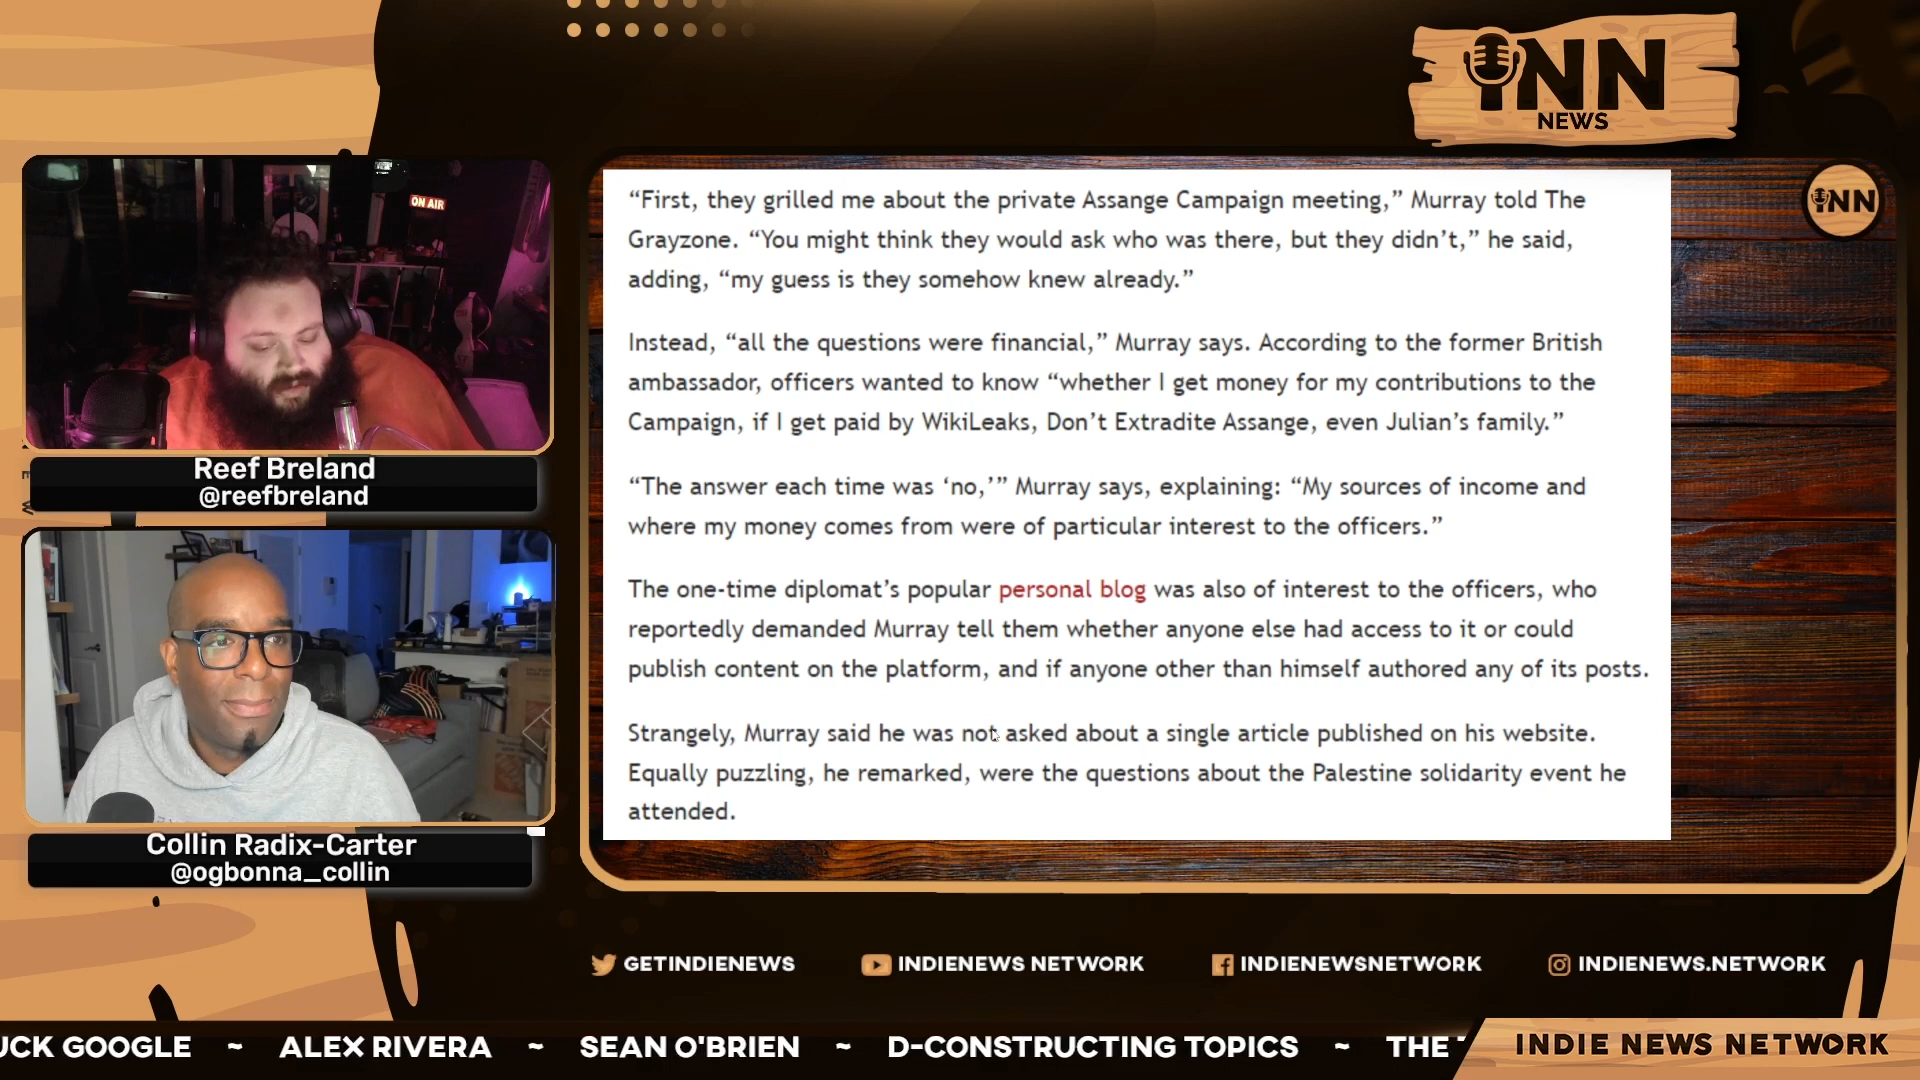 INN
NEWS
ON AIR
INN
“First, they grilled me about the private Assange Campaign meeting,” Murray told The
Grayzone. “You might think they would ask who was there, but they didn’t,” he said,
adding, “my guess is they somehow knew already.”
Instead, “all the questions were financial,” Murray says. According to the former British
ambassador, officers wanted to know “whether I get money for my contributions to the
Campaign, if I get paid by WikiLeaks, Don’t Extradite Assange, even Julian’s family.”
“The answer each time was ‘no,’” Murray says, explaining: “My sources of income and
where my money comes from were of particular interest to the officers.”
The one-time diplomat’s popular personal blog was also of interest to the officers, who
reportedly demanded Murray tell them whether anyone else had access to it or could
publish content on the platform, and if anyone other than himself authored any of its posts.
Strangely, Murray said he was not asked about a single article published on his website.
Equally puzzling, he remarked, were the questions about the Palestine solidarity event he
attended.
Reef Breland
@reefbreland
Collin Radix-Carter
@ogbonna_collin
GETINDIENEWS
INDIENEWS NETWORK
INDIENEWSNETWORK
INDIENEWS.NETWORK
UCK GOOGLE ~ ALEX RIVERA ~ SEAN O'BRIEN ~ D-CONSTRUCTING TOPICS ~ THE
INDIE NEWS NETWORK